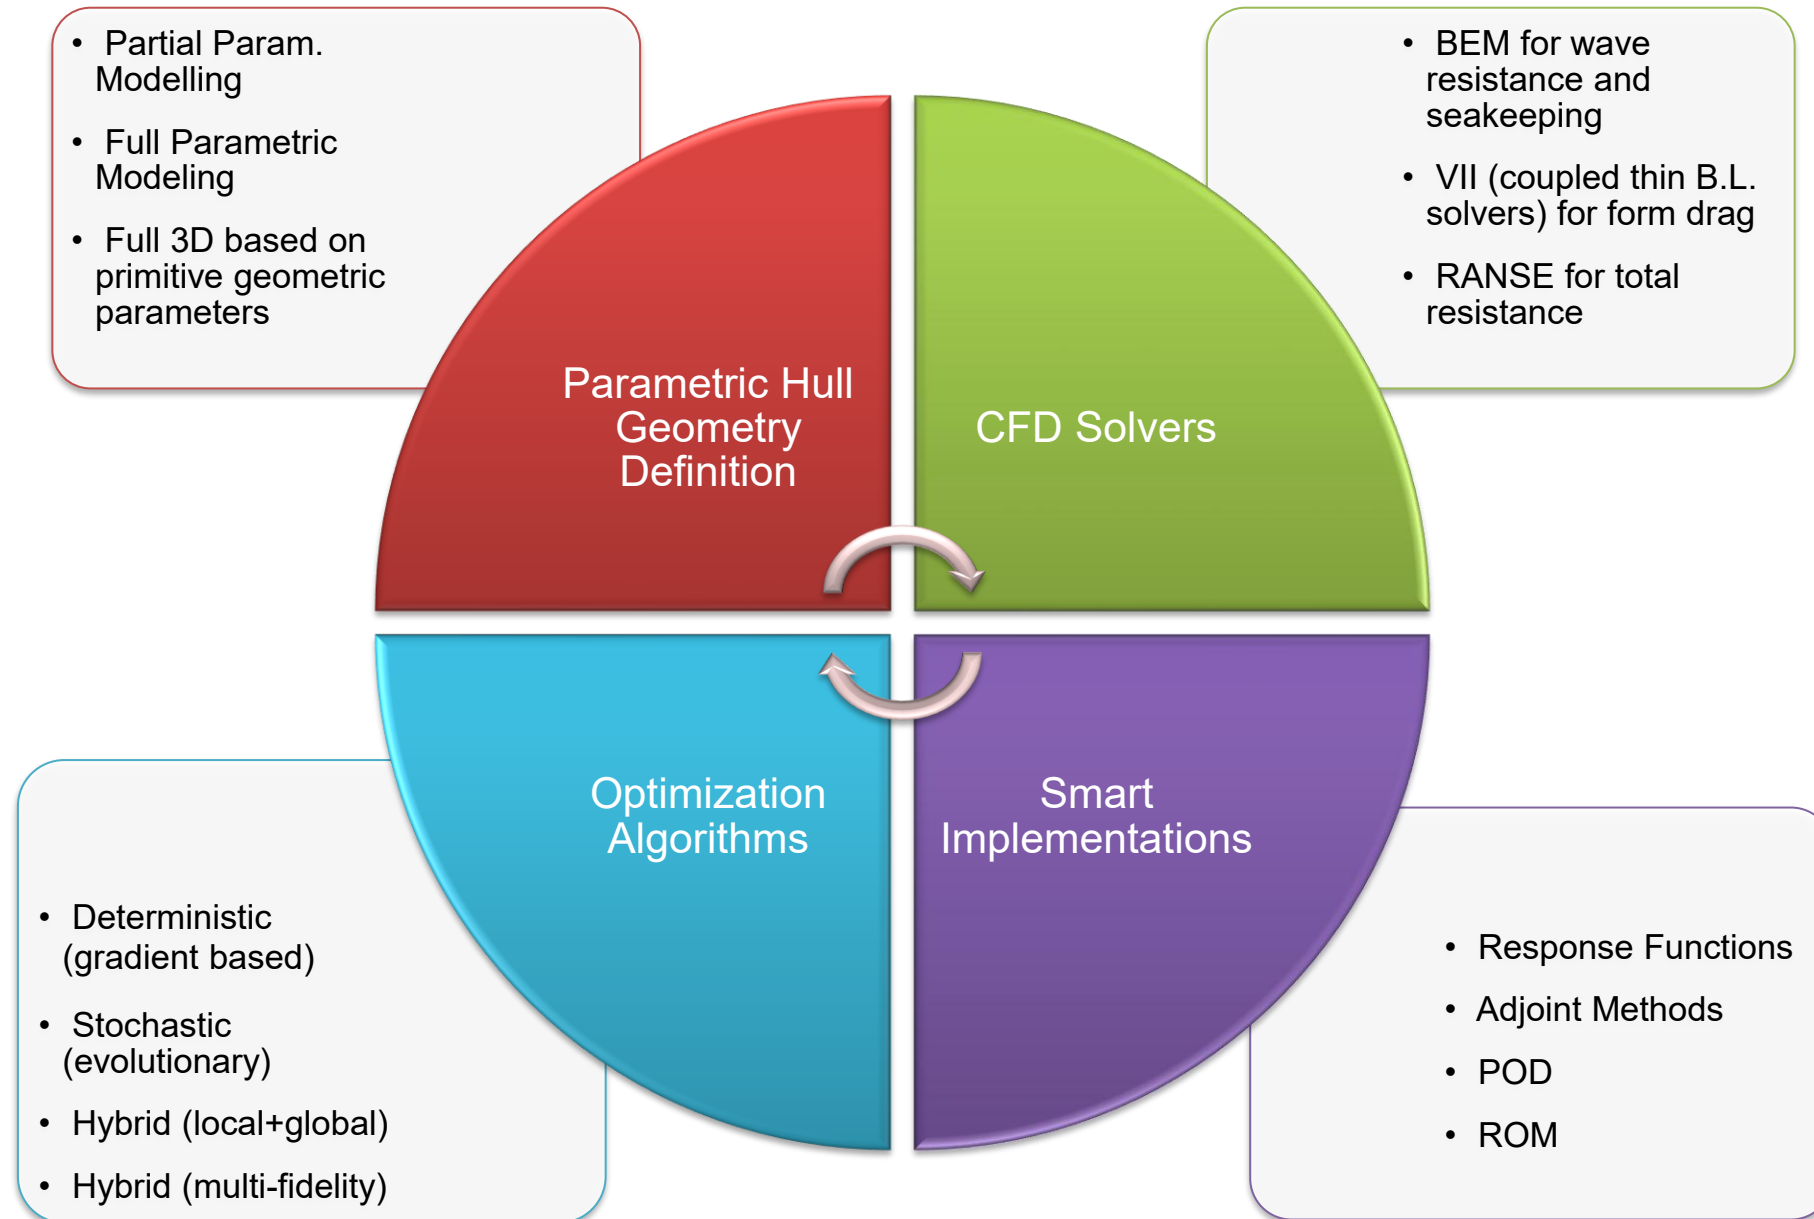 • Partial Param.
Modelling
• Full Parametric
Modeling
• Full 3D based on
primitive geometric
parameters
• BEM for wave
resistance and
seakeeping
• VII (coupled thin B.L.
solvers) for form drag
• RANSE for total
resistance
Parametric Hull
Geometry
Definition
CFD Solvers
Optimization
Algorithms
Smart
Implementations
• Deterministic
(gradient based)
• Stochastic
(evolutionary)
• Hybrid (local+global)
• Hybrid (multi-fidelity)
• Response Functions
• Adjoint Methods
• POD
• ROM